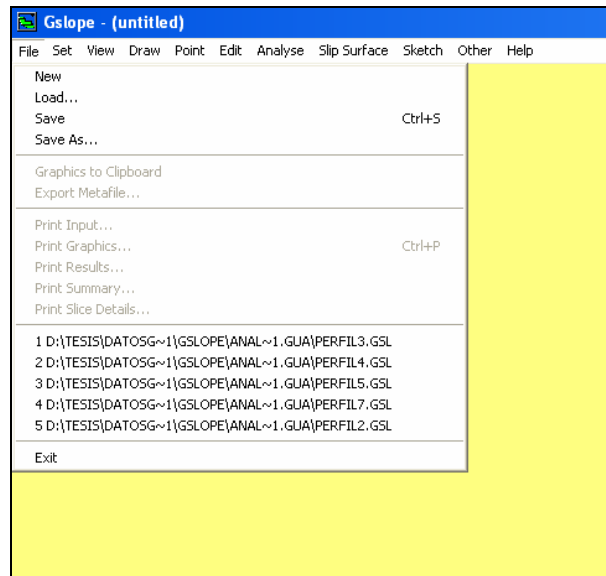 Gslope - (untitled)
File Set View Draw Point Edit Analyse Slip Surface Sketch Other Help
New
Load...
Save Ctrl+S
Save As...
Graphics to Clipboard
Export Metafile...
Print Input...
Print Graphics... Ctrl+P
Print Results...
Print Summary...
Print Slice Details...
1 D:\TESIS\DATOSG~1\GSLOPE\ANAL~1.GUA\PERFIL3.GSL
2 D:\TESIS\DATOSG~1\GSLOPE\ANAL~1.GUA\PERFIL4.GSL
3 D:\TESIS\DATOSG~1\GSLOPE\ANAL~1.GUA\PERFIL5.GSL
4 D:\TESIS\DATOSG~1\GSLOPE\ANAL~1.GUA\PERFIL7.GSL
5 D:\TESIS\DATOSG~1\GSLOPE\ANAL~1.GUA\PERFIL2.GSL
Exit